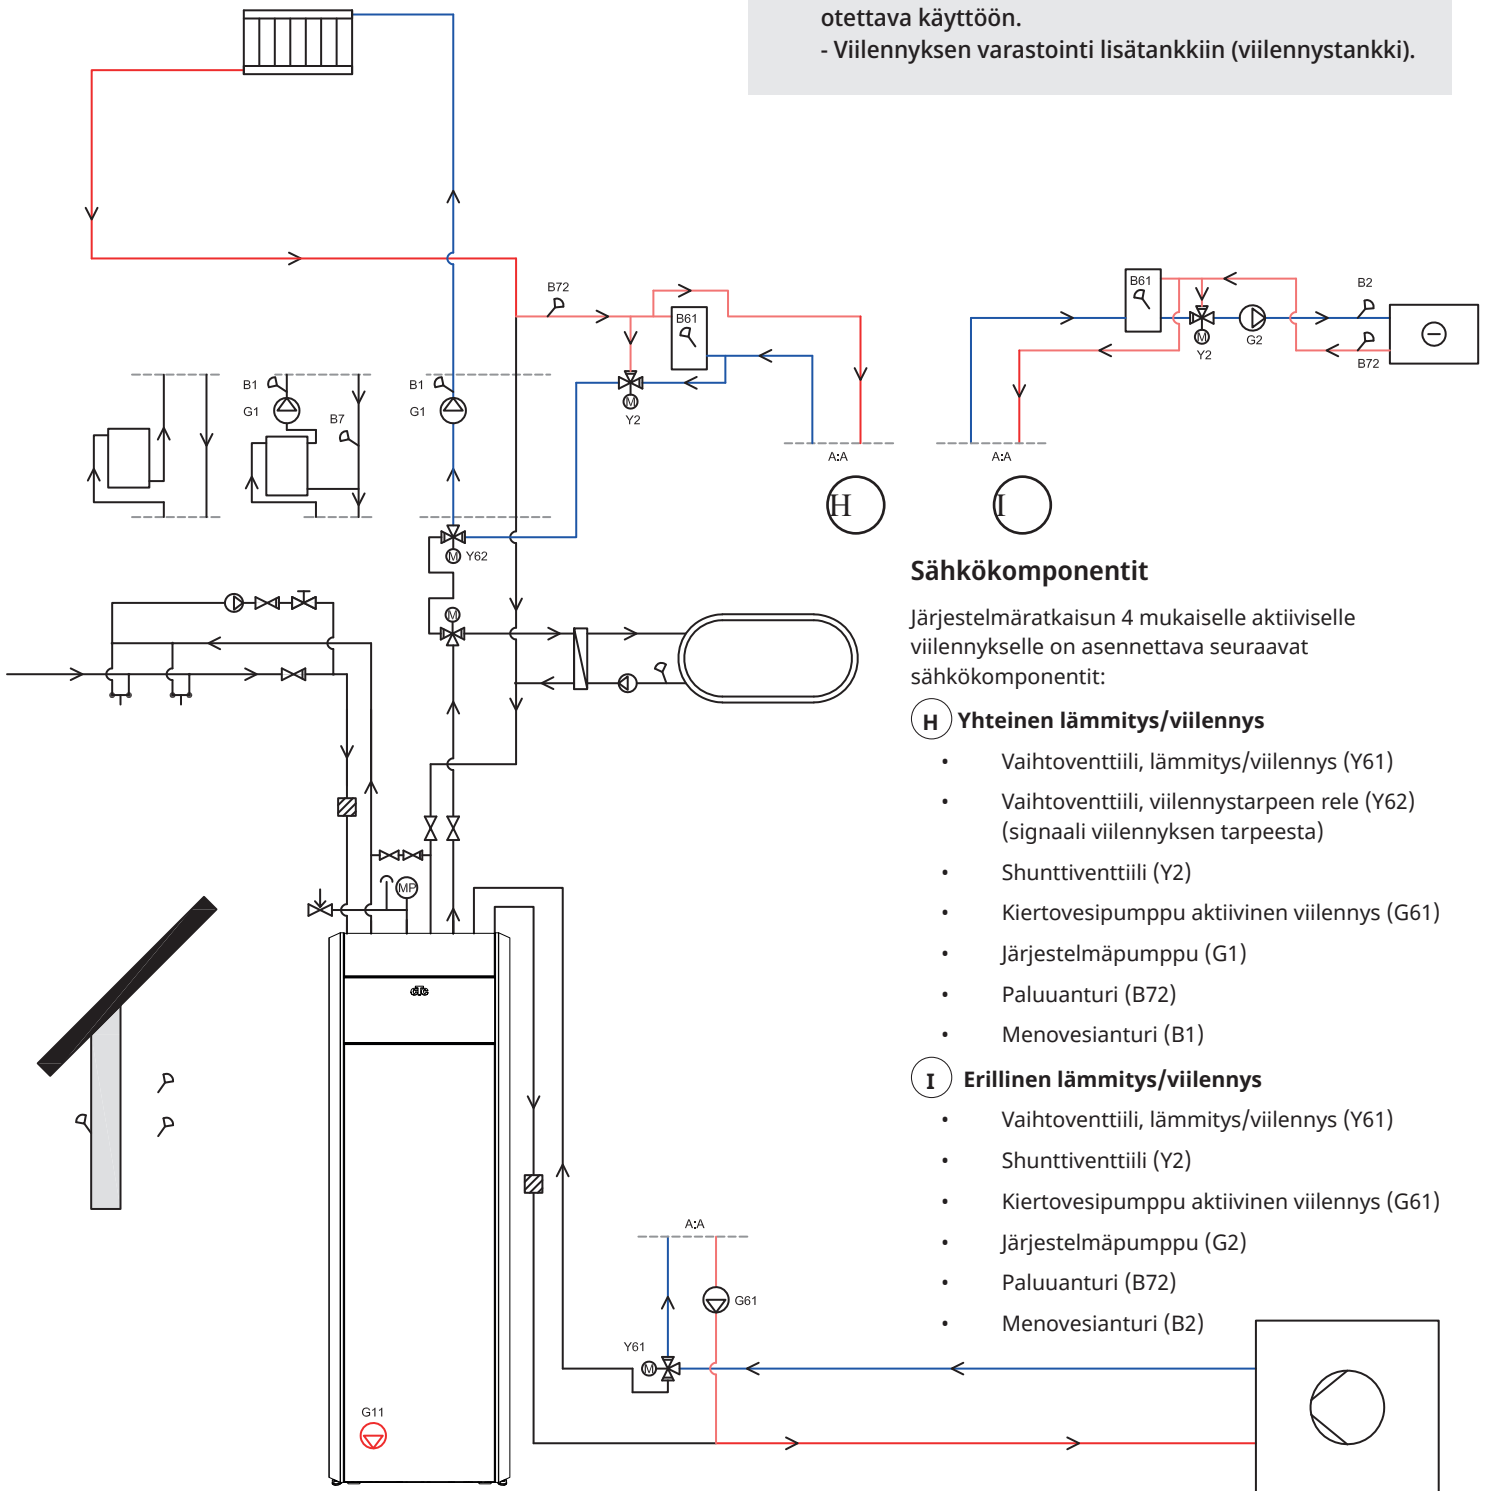 otettava käyttöön.
- Viilennyksen varastointi lisätankkiin (viilennystankki).
B72
B61
Y2
A:A
H
B61
Y2
G2
B2
B72
A:A
I
B1
G1
B7
B1
G1
M
M
Y62
M
M
MP
cTc
Sähkökomponentit
Järjestelmäratkaisun 4 mukaiselle aktiiviselle
viilennykselle on asennettava seuraavat
sähkökomponentit:
H Yhteinen lämmitys/viilennys
• Vaihtoventtiili, lämmitys/viilennys (Y61)
• Vaihtoventtiili, viilennystarpeen rele (Y62)
(signaali viilennyksen tarpeesta)
• Shunttiventtiili (Y2)
• Kiertovesipumppu aktiivinen viilennys (G61)
• Järjestelmäpumppu (G1)
• Paluuanturi (B72)
• Menovesianturi (B1)
I Erillinen lämmitys/viilennys
• Vaihtoventtiili, lämmitys/viilennys (Y61)
• Shunttiventtiili (Y2)
• Kiertovesipumppu aktiivinen viilennys (G61)
• Järjestelmäpumppu (G2)
• Paluuanturi (B72)
• Menovesianturi (B2)
A:A
G61
Y61
M
G11